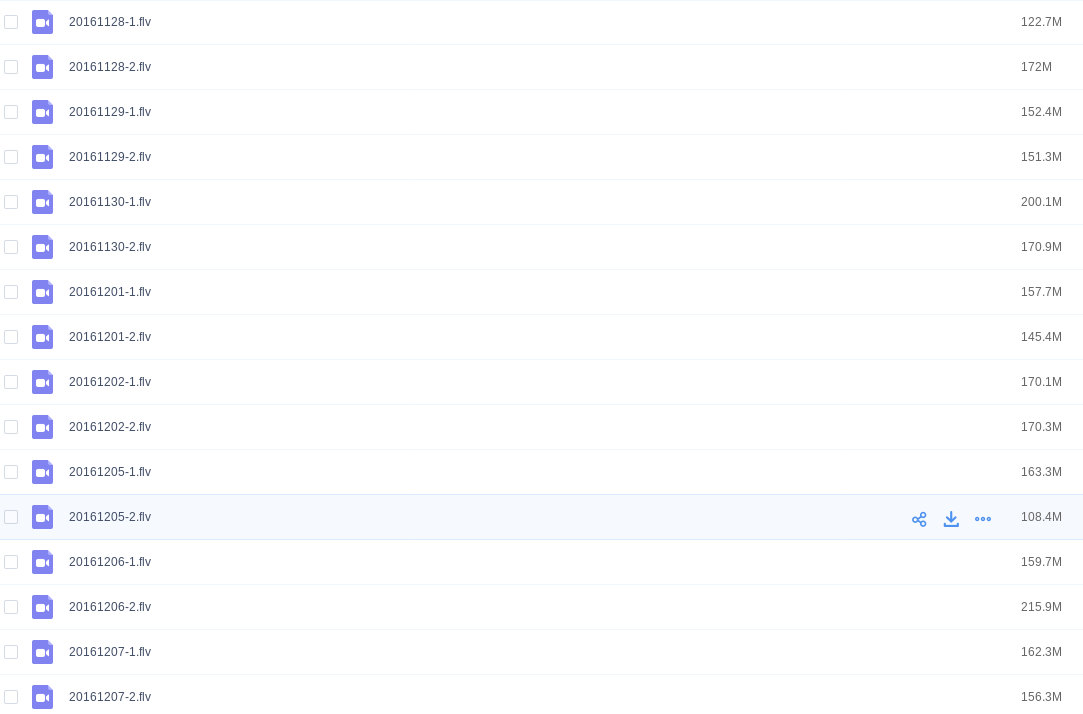 20161128-1.flv 122.7M
20161128-2.flv 172M
20161129-1.flv 152.4M
20161129-2.flv 151.3M
20161130-1.flv 200.1M
20161130-2.flv 170.9M
20161201-1.flv 157.7M
20161201-2.flv 145.4M
20161202-1.flv 170.1M
20161202-2.flv 170.3M
20161205-1.flv 163.3M
20161205-2.flv 108.4M
20161206-1.flv 159.7M
20161206-2.flv 215.9M
20161207-1.flv 162.3M
20161207-2.flv 156.3M